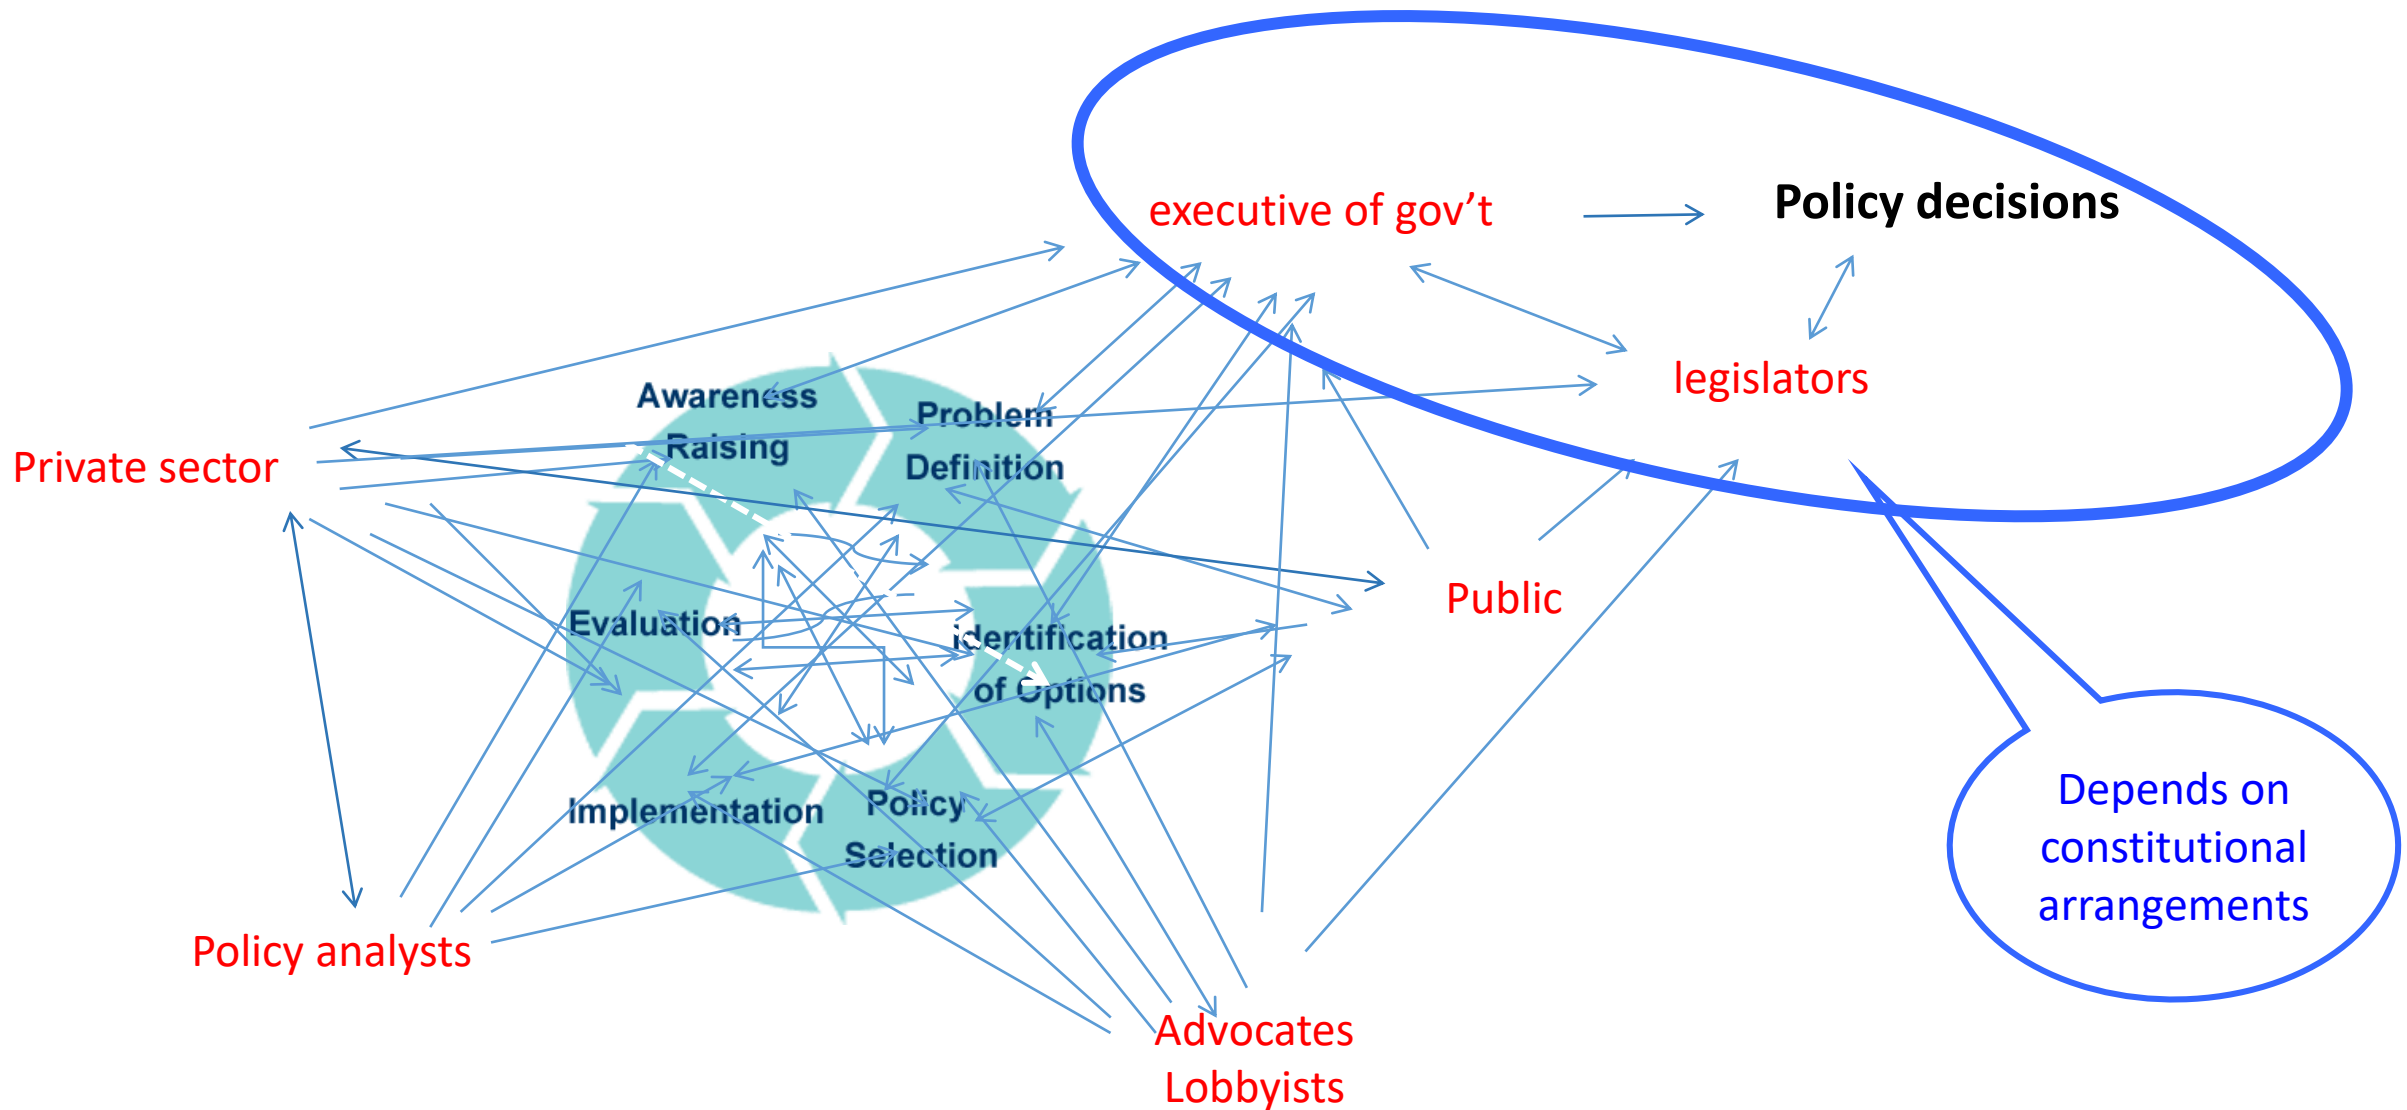 executive of gov’t
Policy decisions
legislators
Awareness
Raising
Problem
Definition
Private sector
Evaluation
identification
of Options
Public
Implementation
Policy
Selection
Depends on
constitutional
arrangements
Policy analysts
Advocates
Lobbyists